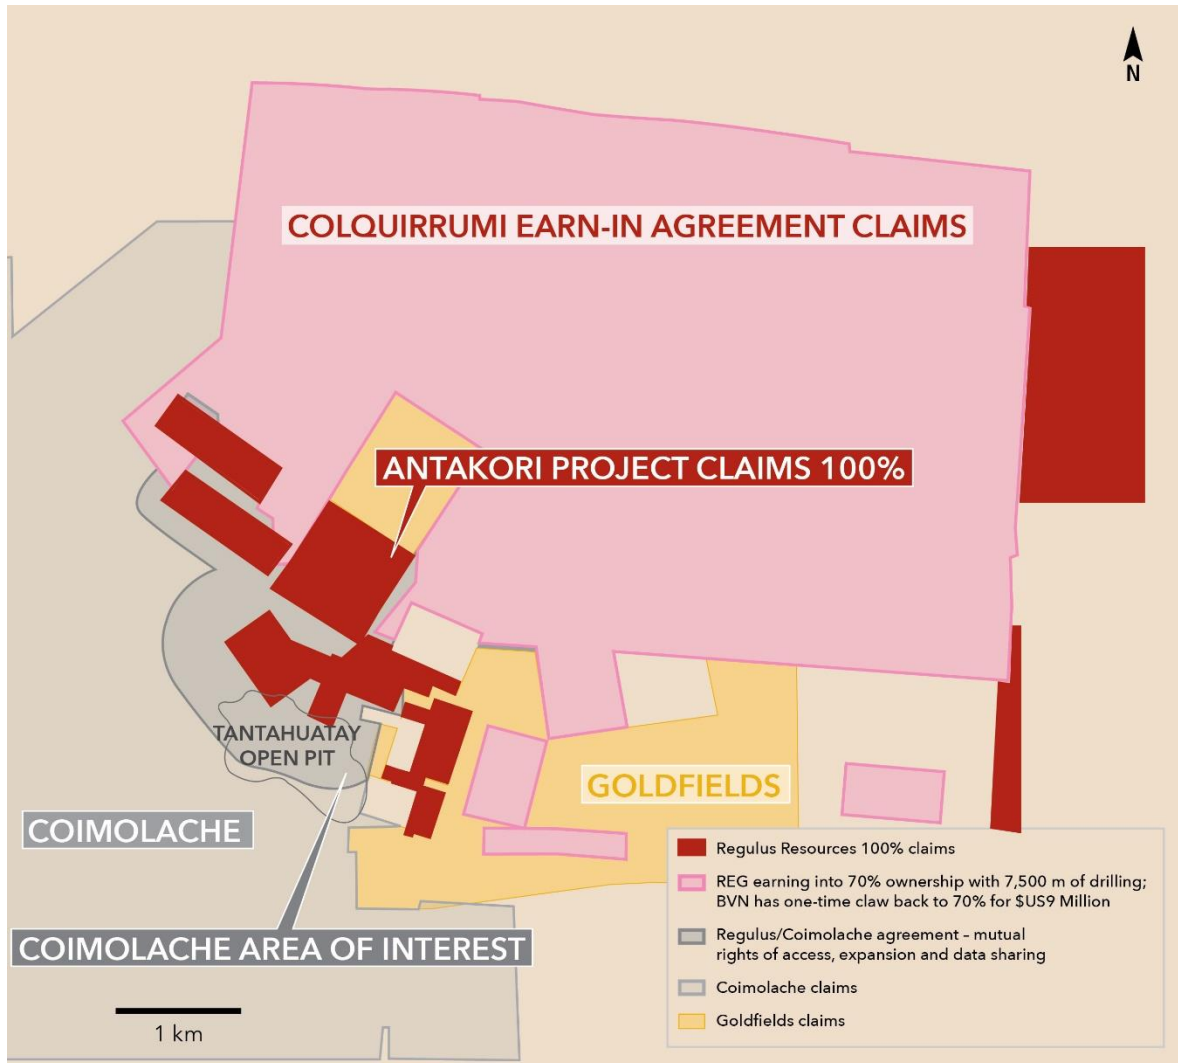 N
COLQUIRRUMI EARN-IN AGREEMENT CLAIMS
ANTAKORI PROJECT CLAIMS 100%
TANTAHUATAY
OPEN PIT
GOLDFIELDS
COIMOLACHE
COIMOLACHE AREA OF INTEREST
1 km
Regulus Resources 100% claims
REG earning into 70% ownership with 7,500 m of drilling;
BVN has one-time claw back to 70% for $US9 Million
Regulus/Coimolache agreement – mutual
rights of access, expansion and data sharing
Coimolache claims
Goldfields claims